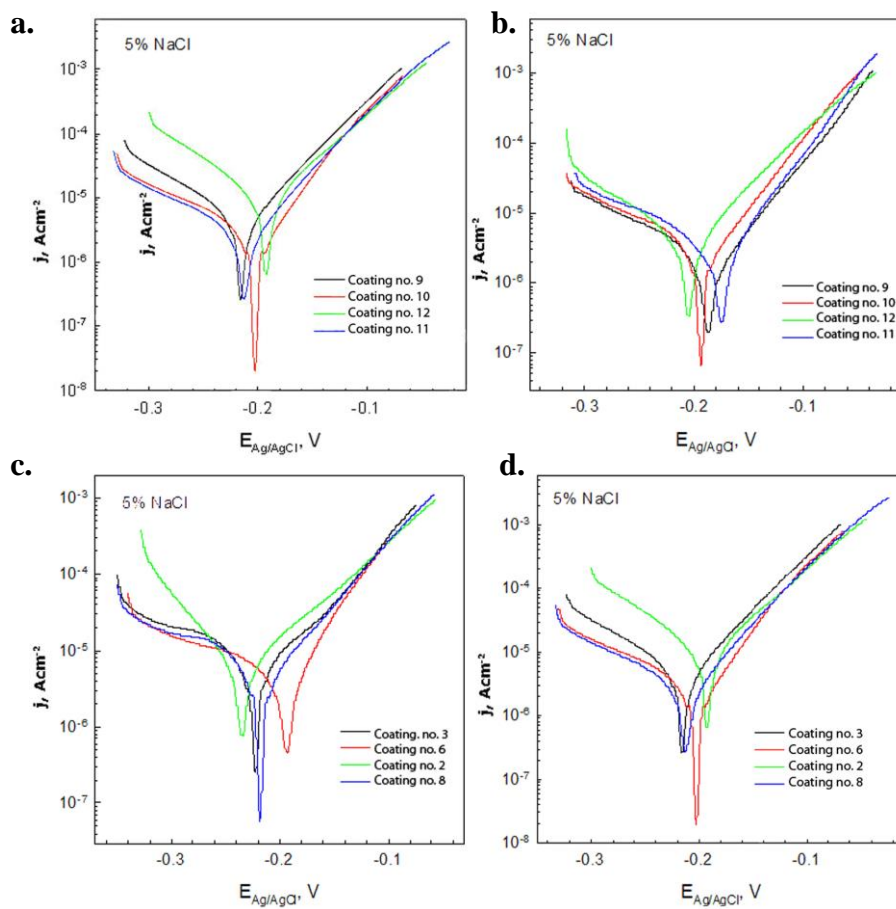 a.
5% NaCl
j, Acm⁻²
j, Acm⁻²
10⁻³
10⁻⁴
10⁻⁵
10⁻⁶
10⁻⁷
10⁻⁸
Coating no. 9
Coating no. 10
Coating no. 12
Coating no. 11
-0.3 -0.2 -0.1
E Ag/AgCl, V
b.
5% NaCl
10⁻³
10⁻⁴
10⁻⁵
10⁻⁶
10⁻⁷
Coating no. 9
Coating no. 10
Coating no. 12
Coating no. 11
-0.3 -0.2 -0.1
E Ag/AgCl, V
c.
5% NaCl
j, Acm⁻²
10⁻³
10⁻⁴
10⁻⁵
10⁻⁶
10⁻⁷
Coating. no. 3
Coating no. 6
Coating no. 2
Coating no. 8
-0.3 -0.2 -0.1
E Ag/AgCl, V
d.
5% NaCl
j, Acm⁻²
10⁻³
10⁻⁴
10⁻⁵
10⁻⁶
10⁻⁷
10⁻⁸
Coating no. 3
Coating no. 6
Coating no. 2
Coating no. 8
-0.3 -0.2 -0.1
E Ag/AgCl, V